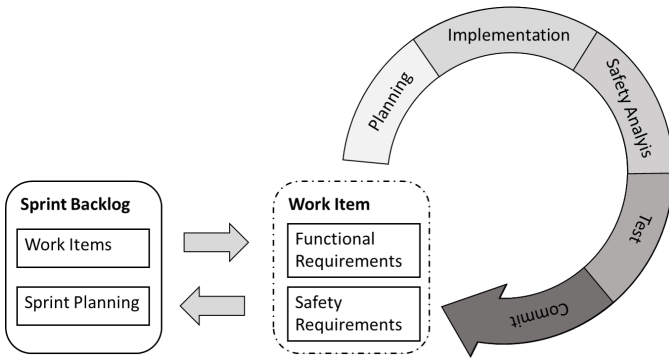 Implementation
Planning
Safety Analyis
Test
Commit
Sprint Backlog
Work Items
Sprint Planning
Work Item
Functional
Requirements
Safety
Requirements